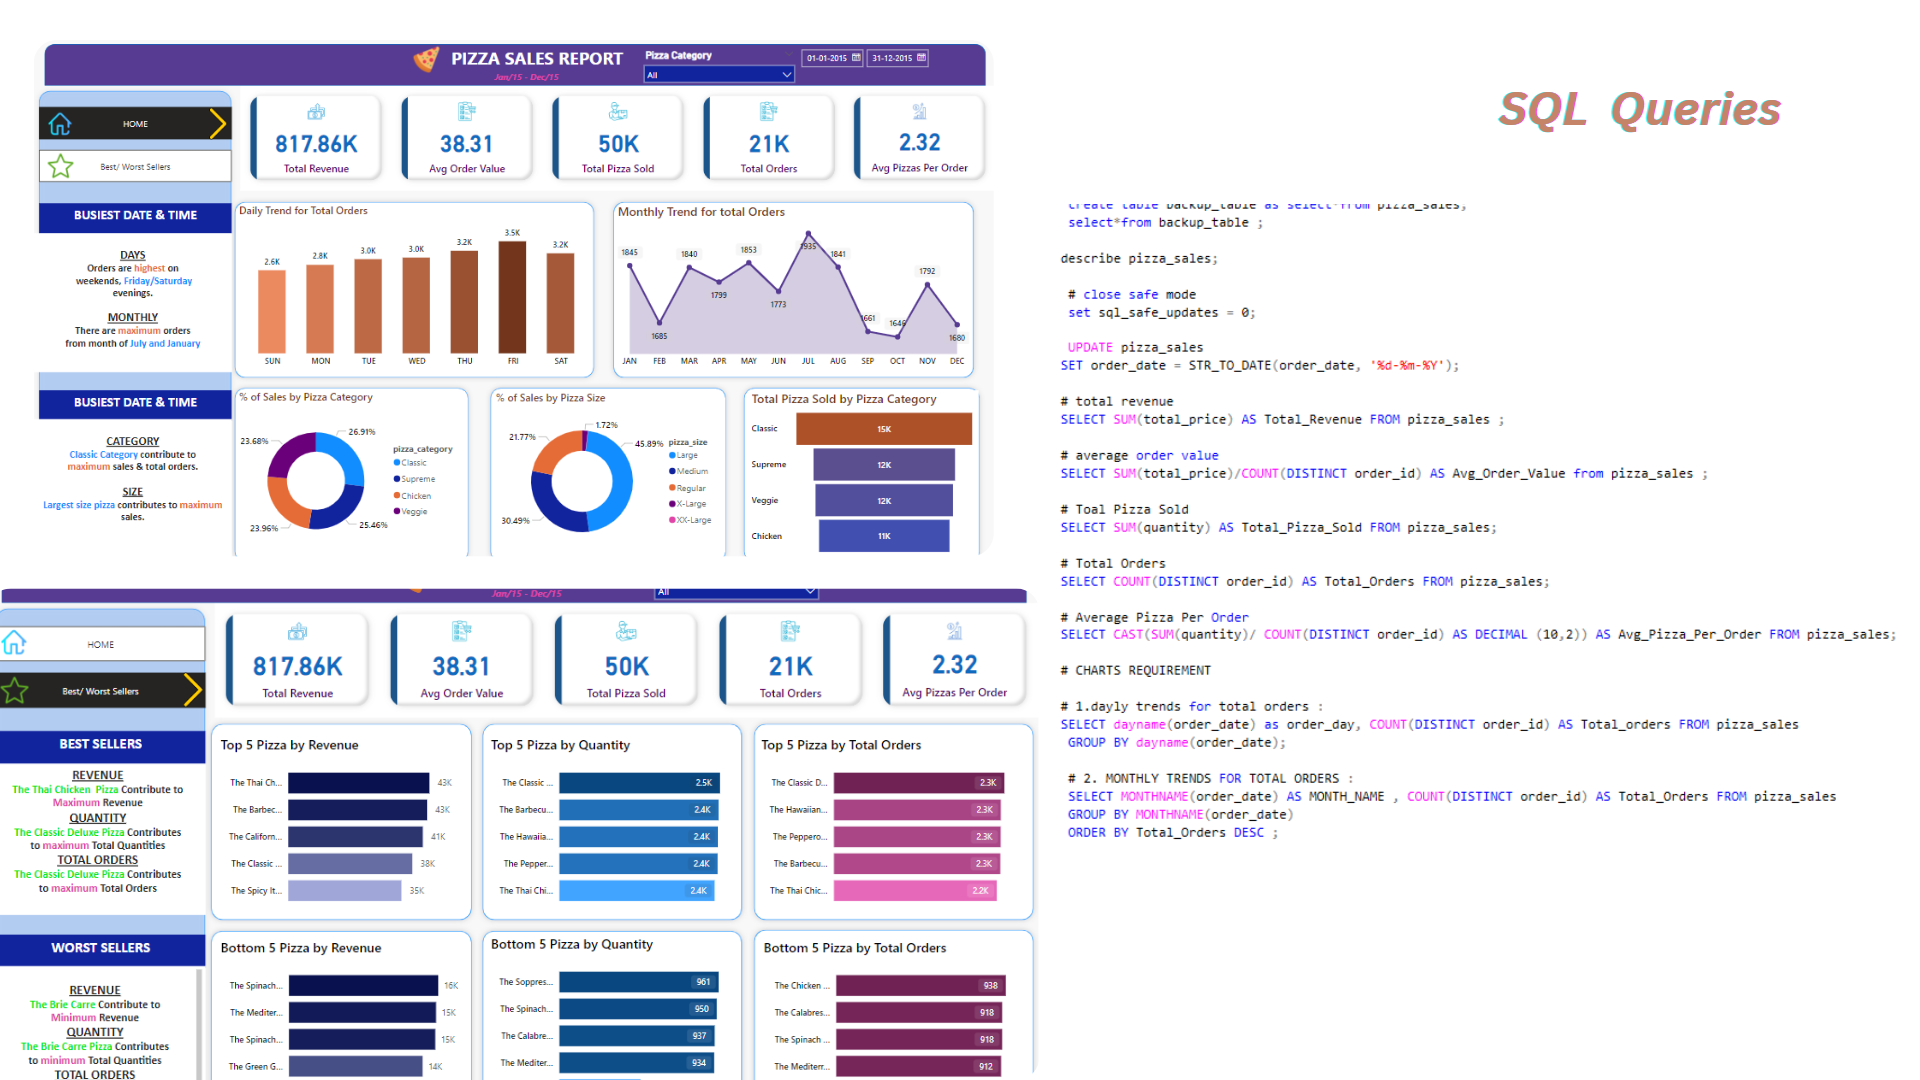 PIZZA SALES REPORT
Jan/15 - Dec/15
Pizza Category
All
01-01-2015
31-12-2015
HOME
Best/ Worst Sellers
817.86K
Total Revenue
38.31
Avg Order Value
50K
Total Pizza Sold
21K
Total Orders
2.32
Avg Pizzas Per Order
BUSIEST DATE & TIME
DAYS
Orders are highest on
weekends, Friday/Saturday
evenings.
MONTHLY
There are maximum orders
from month of July and January
Daily Trend for Total Orders
2.6K
2.8K
3.0K
3.0K
3.2K
3.5K
3.2K
SUN
MON
TUE
WED
THU
FRI
SAT
Monthly Trend for total Orders
1845
1685
1840
1799
1853
1773
1935
1841
1661
1646
1792
1680
JAN
FEB
MAR
APR
MAY
JUN
JUL
AUG
SEP
OCT
NOV
DEC
BUSIEST DATE & TIME
CATEGORY
Classic Category contribute to
maximum sales & total orders.
SIZE
Largest size pizza contributes to maximum
sales.
% of Sales by Pizza Category
23.68%
26.91%
23.96%
25.46%
pizza_category
Classic
Supreme
Chicken
Veggie
% of Sales by Pizza Size
1.72%
21.77%
45.89%
30.49%
pizza_size
Large
Medium
Regular
X-Large
XX-Large
Total Pizza Sold by Pizza Category
Classic
15K
Supreme
12K
Veggie
12K
Chicken
11K
Jan/15 - Dec/15
All
HOME
Best/ Worst Sellers
817.86K
Total Revenue
38.31
Avg Order Value
50K
Total Pizza Sold
21K
Total Orders
2.32
Avg Pizzas Per Order
BEST SELLERS
REVENUE
The Thai Chicken Pizza Contribute to
Maximum Revenue
QUANTITY
The Classic Deluxe Pizza Contributes
to maximum Total Quantities
TOTAL ORDERS
The Classic Deluxe Pizza Contributes
to maximum Total Orders
Top 5 Pizza by Revenue
The Thai Ch... 43K
The Barbec... 43K
The Californ... 41K
The Classic ... 38K
The Spicy It... 35K
Top 5 Pizza by Quantity
The Classic ... 2.5K
The Barbecu... 2.4K
The Hawaiia... 2.4K
The Pepper... 2.4K
The Thai Chi... 2.4K
Top 5 Pizza by Total Orders
The Classic D... 2.3K
The Hawaiian... 2.3K
The Peppero... 2.3K
The Barbecu... 2.3K
The Thai Chic... 2.2K
WORST SELLERS
REVENUE
The Brie Carre Contribute to
Minimum Revenue
QUANTITY
The Brie Carre Pizza Contributes
to minimum Total Quantities
TOTAL ORDERS
Bottom 5 Pizza by Revenue
The Spinach... 16K
The Mediter... 15K
The Spinach... 15K
The Green G... 14K
Bottom 5 Pizza by Quantity
The Soppres... 961
The Spinach... 950
The Calabre... 937
The Mediter... 934
Bottom 5 Pizza by Total Orders
The Chicken ... 938
The Calabres... 918
The Spinach ... 918
The Mediterr... 912
SQL Queries
create table backup_table as select*from pizza_sales;
select*from backup_table ;
describe pizza_sales;
# close safe mode
set sql_safe_updates = 0;
UPDATE pizza_sales
SET order_date = STR_TO_DATE(order_date, '%d-%m-%Y');
# total revenue
SELECT SUM(total_price) AS Total_Revenue FROM pizza_sales ;
# average order value
SELECT SUM(total_price)/COUNT(DISTINCT order_id) AS Avg_Order_Value from pizza_sales ;
# Toal Pizza Sold
SELECT SUM(quantity) AS Total_Pizza_Sold FROM pizza_sales;
# Total Orders
SELECT COUNT(DISTINCT order_id) AS Total_Orders FROM pizza_sales;
# Average Pizza Per Order
SELECT CAST(SUM(quantity)/ COUNT(DISTINCT order_id) AS DECIMAL (10,2)) AS Avg_Pizza_Per_Order FROM pizza_sales;
# CHARTS REQUIREMENT
# 1.dayly trends for total orders :
SELECT dayname(order_date) as order_day, COUNT(DISTINCT order_id) AS Total_orders FROM pizza_sales
GROUP BY dayname(order_date);
# 2. MONTHLY TRENDS FOR TOTAL ORDERS :
SELECT MONTHNAME(order_date) AS MONTH_NAME , COUNT(DISTINCT order_id) AS Total_Orders FROM pizza_sales
GROUP BY MONTHNAME(order_date)
ORDER BY Total_Orders DESC ;